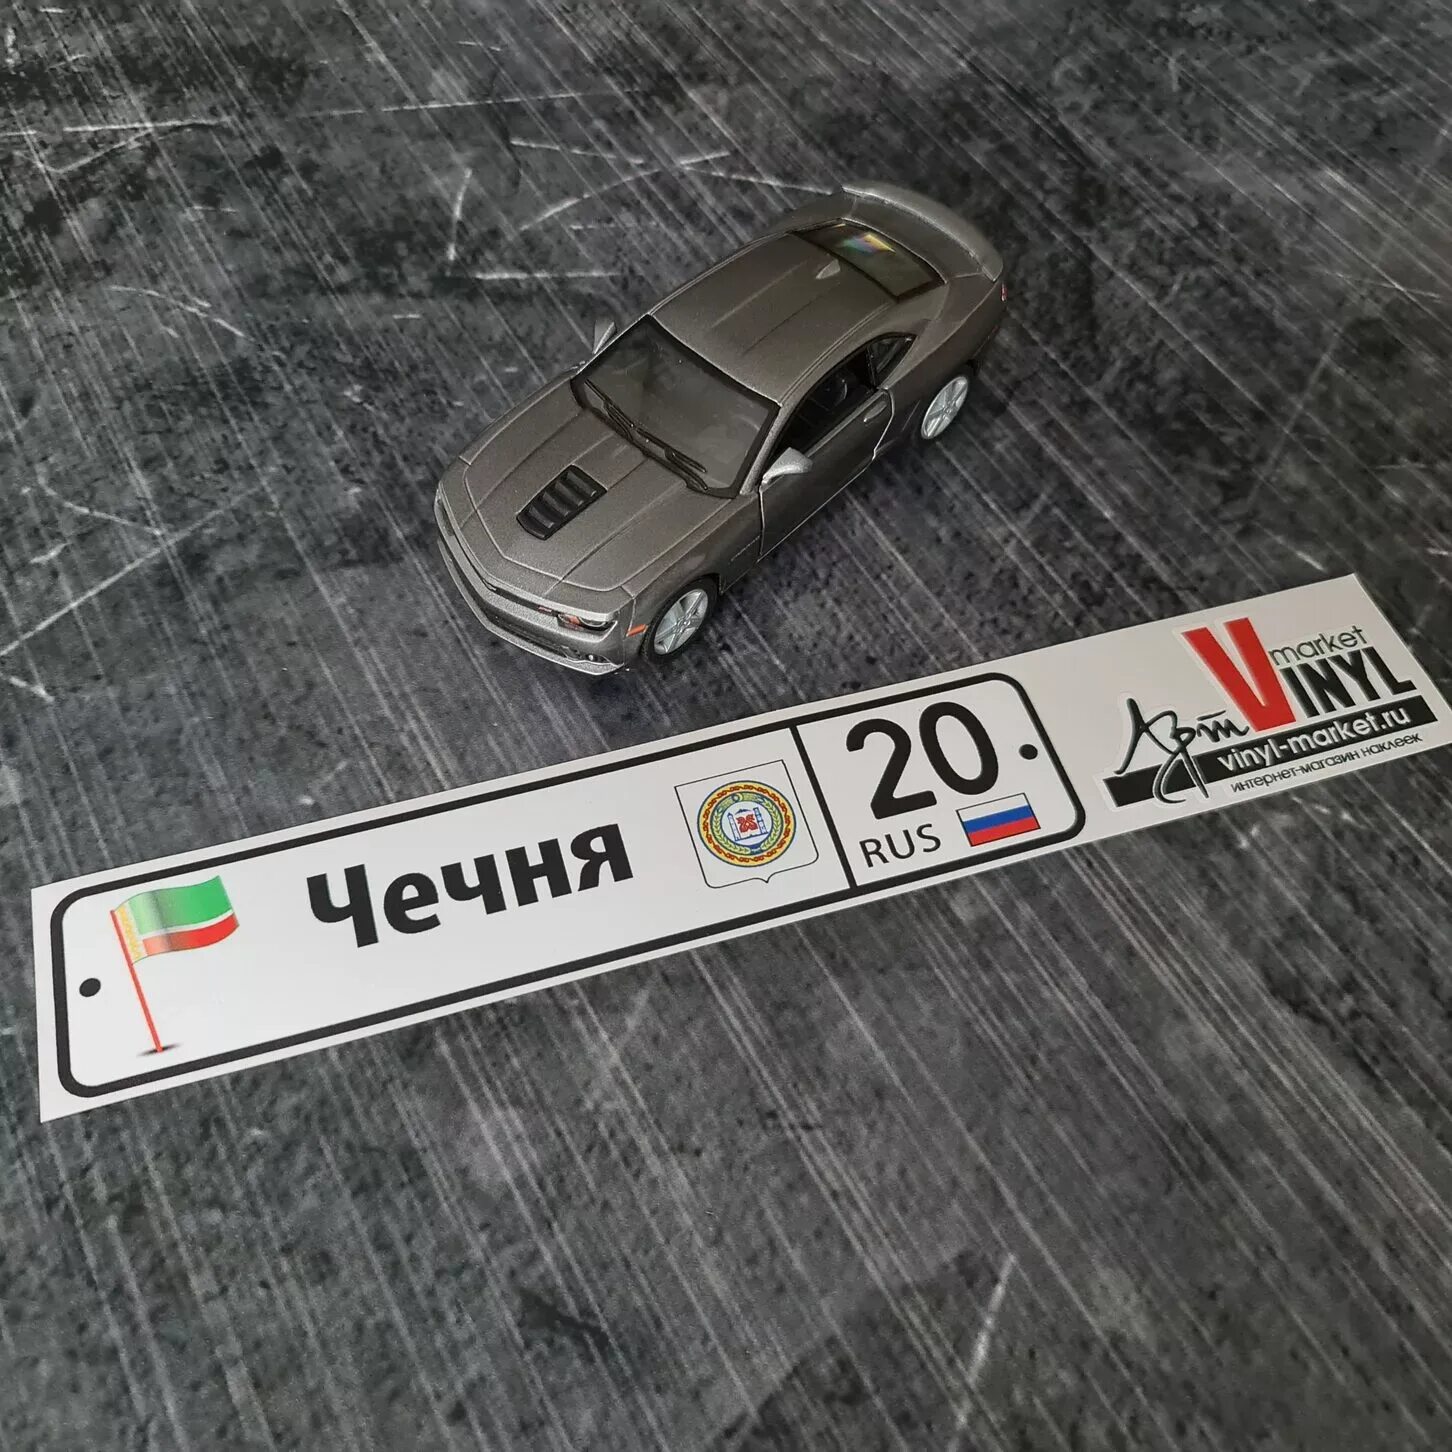 Чечня
20
RUS
market
VINYL
Арт
vinyl-market.ru
интернет-магазин наклеек